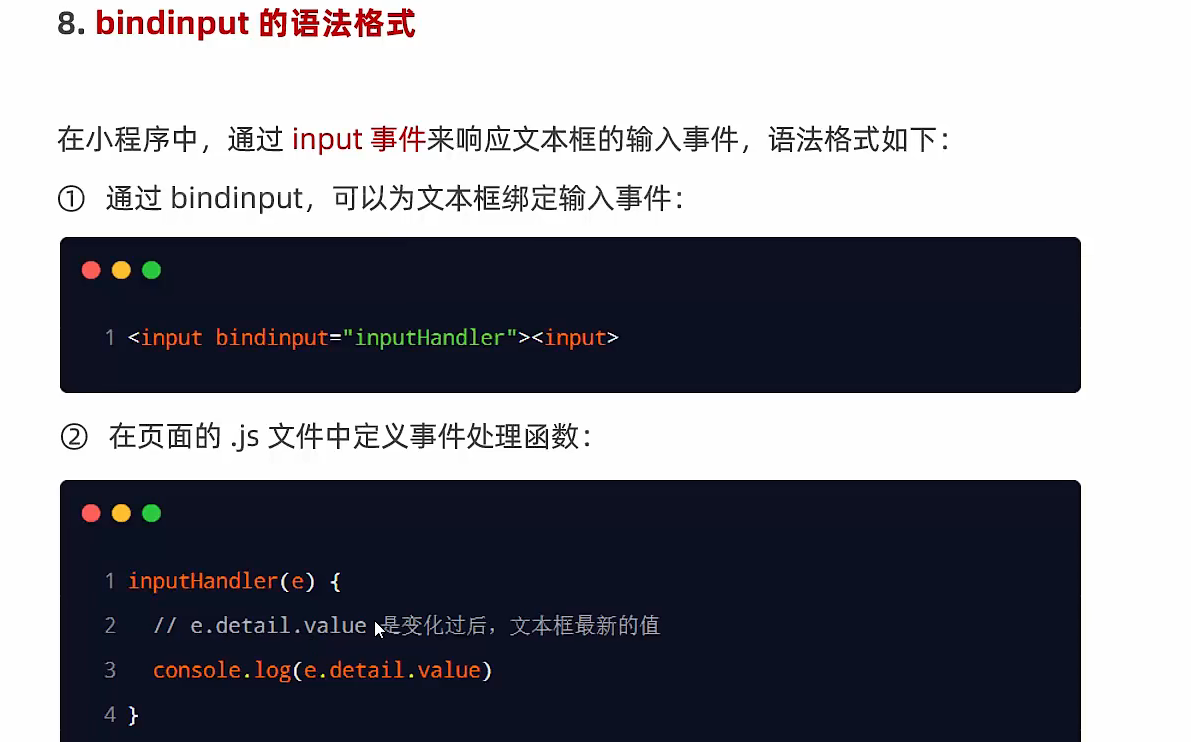 8. bindinput 的语法格式
在小程序中，通过 input 事件来响应文本框的输入事件，语法格式如下：
① 通过 bindinput，可以为文本框绑定输入事件：
1 <input bindinput="inputHandler"><input>
② 在页面的 .js 文件中定义事件处理函数：
1 inputHandler(e) {
2   // e.detail.value 是变化过后，文本框最新的值
3   console.log(e.detail.value)
4 }